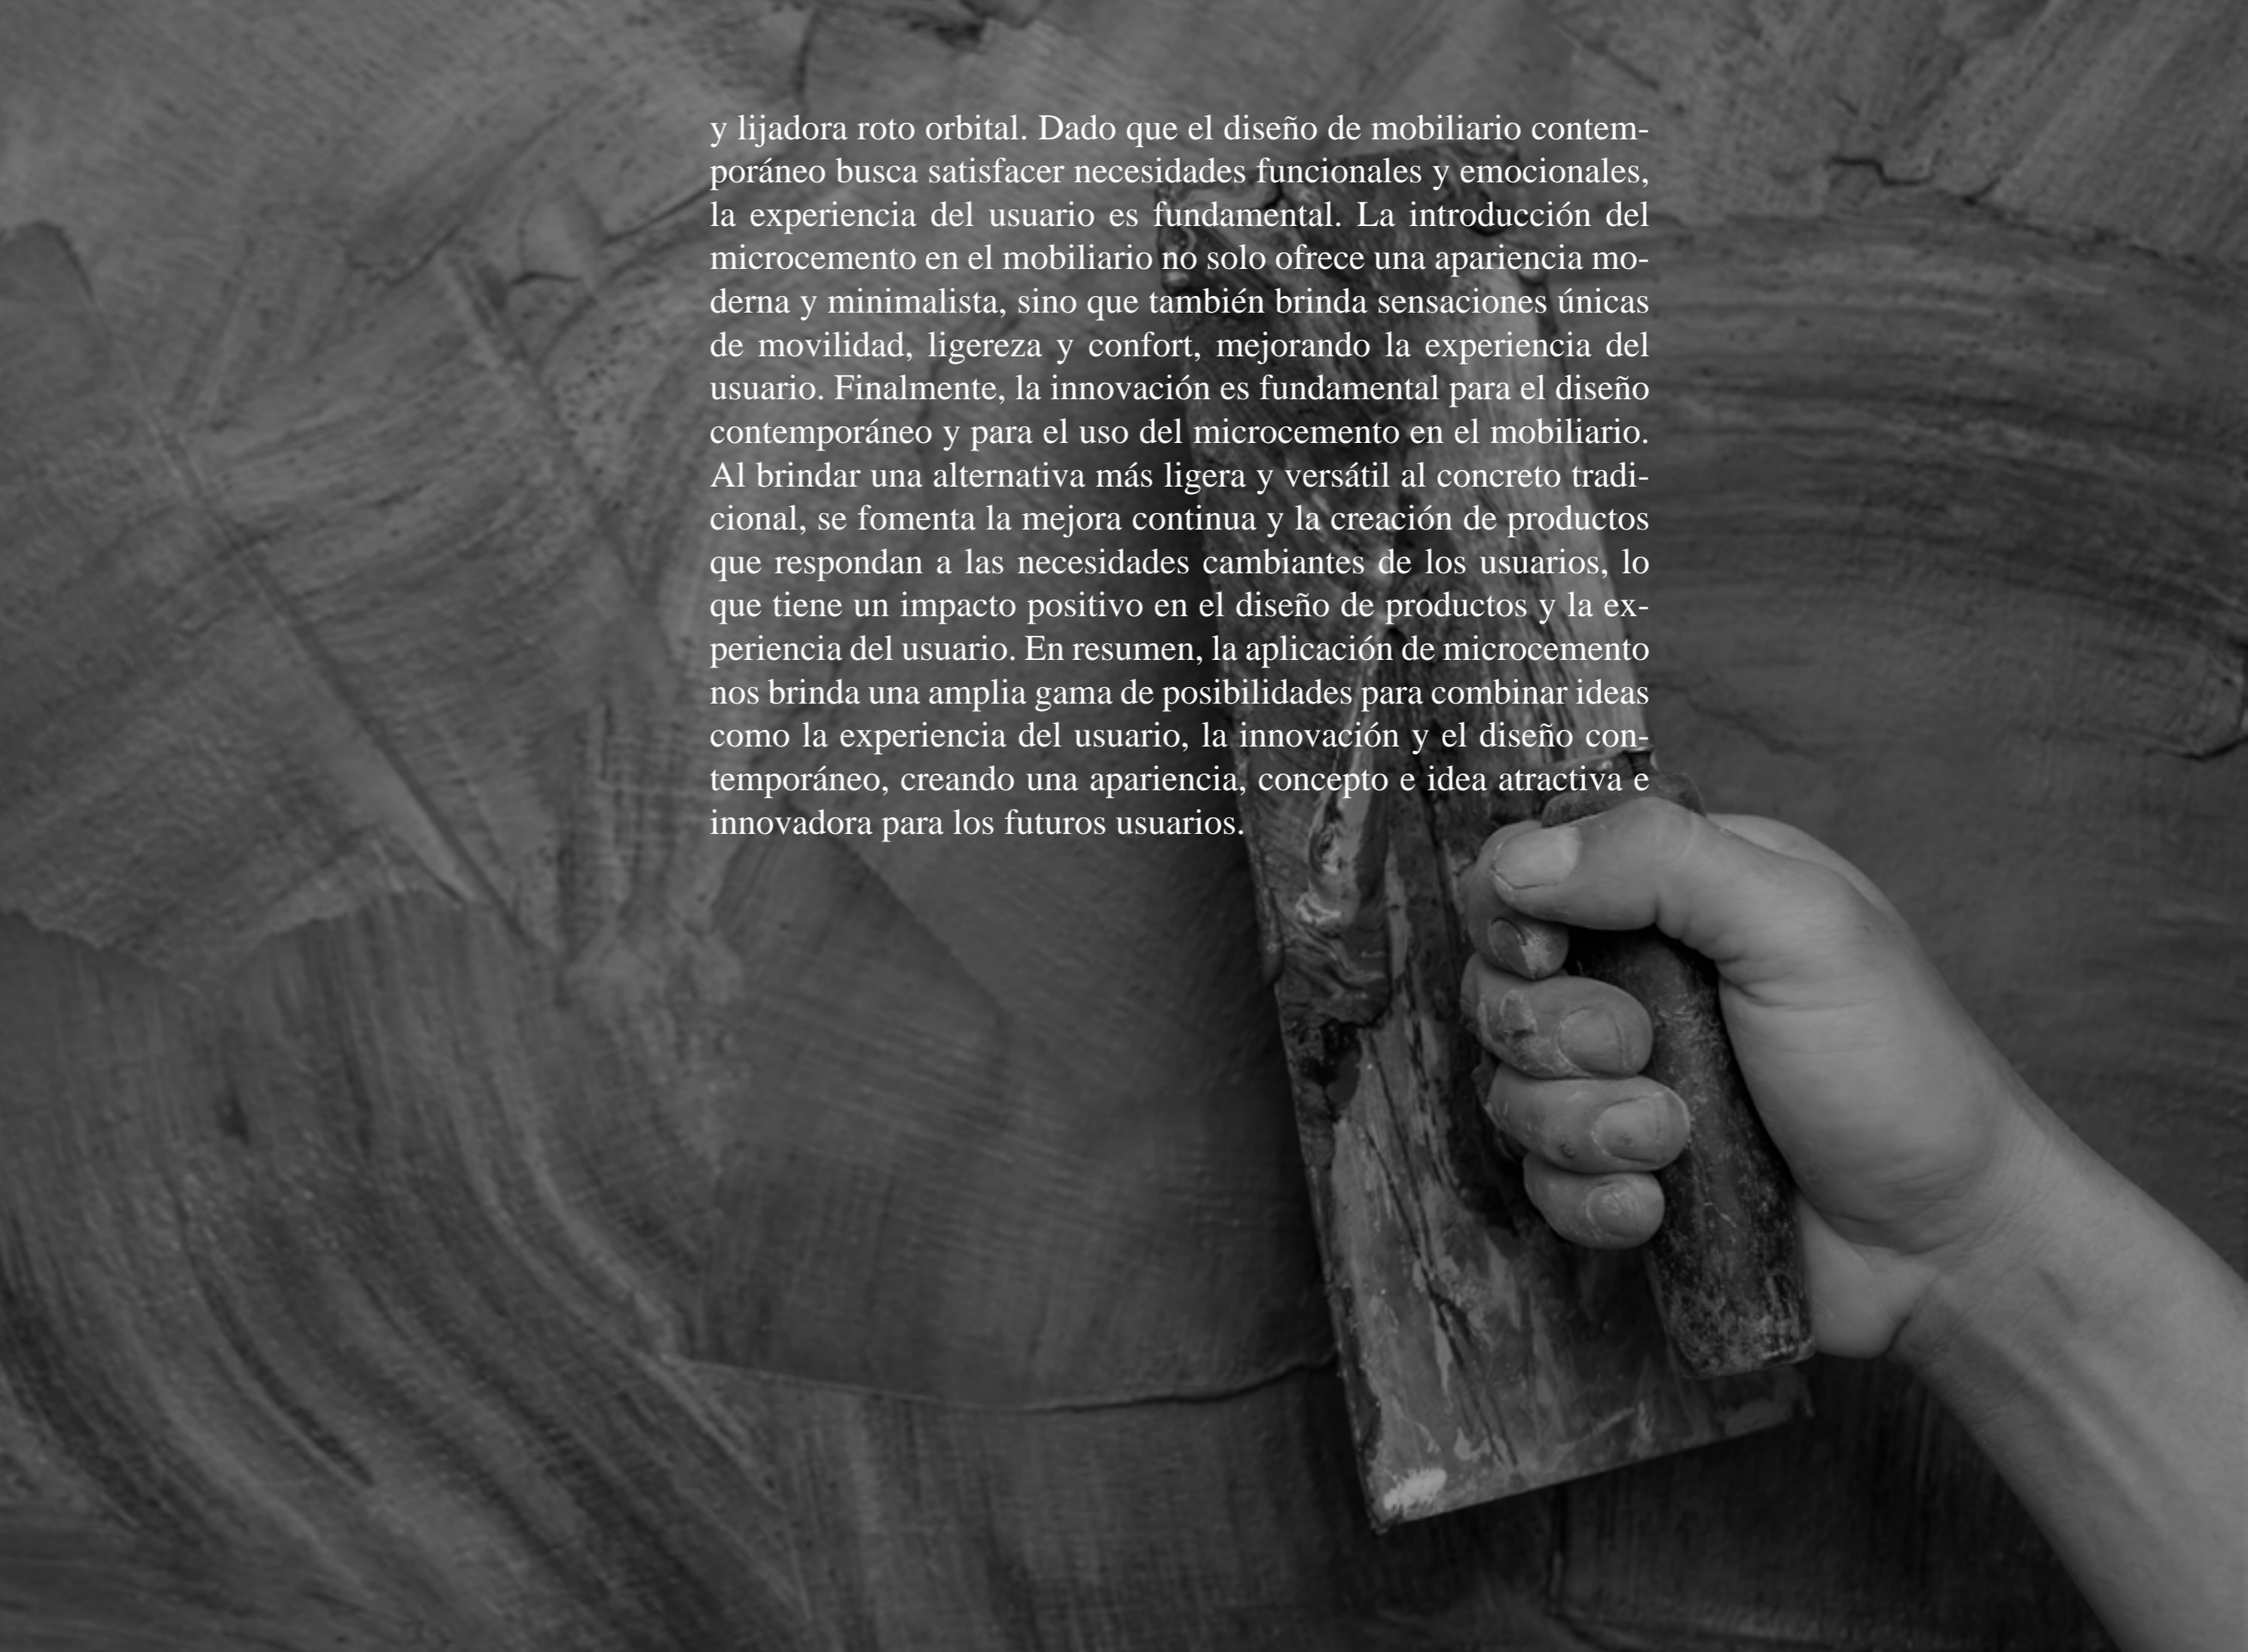 y lijadora roto orbital. Dado que el diseño de mobiliario contem-
poráneo busca satisfacer necesidades funcionales y emocionales,
la experiencia del usuario es fundamental. La introducción del
microcemento en el mobiliario no solo ofrece una apariencia mo-
derna y minimalista, sino que también brinda sensaciones únicas
de movilidad, ligereza y confort, mejorando la experiencia del
usuario. Finalmente, la innovación es fundamental para el diseño
contemporáneo y para el uso del microcemento en el mobiliario.
Al brindar una alternativa más ligera y versátil al concreto tradi-
cional, se fomenta la mejora continua y la creación de productos
que respondan a las necesidades cambiantes de los usuarios, lo
que tiene un impacto positivo en el diseño de productos y la ex-
periencia del usuario. En resumen, la aplicación de microcemento
nos brinda una amplia gama de posibilidades para combinar ideas
como la experiencia del usuario, la innovación y el diseño con-
temporáneo, creando una apariencia, concepto e idea atractiva e
innovadora para los futuros usuarios.